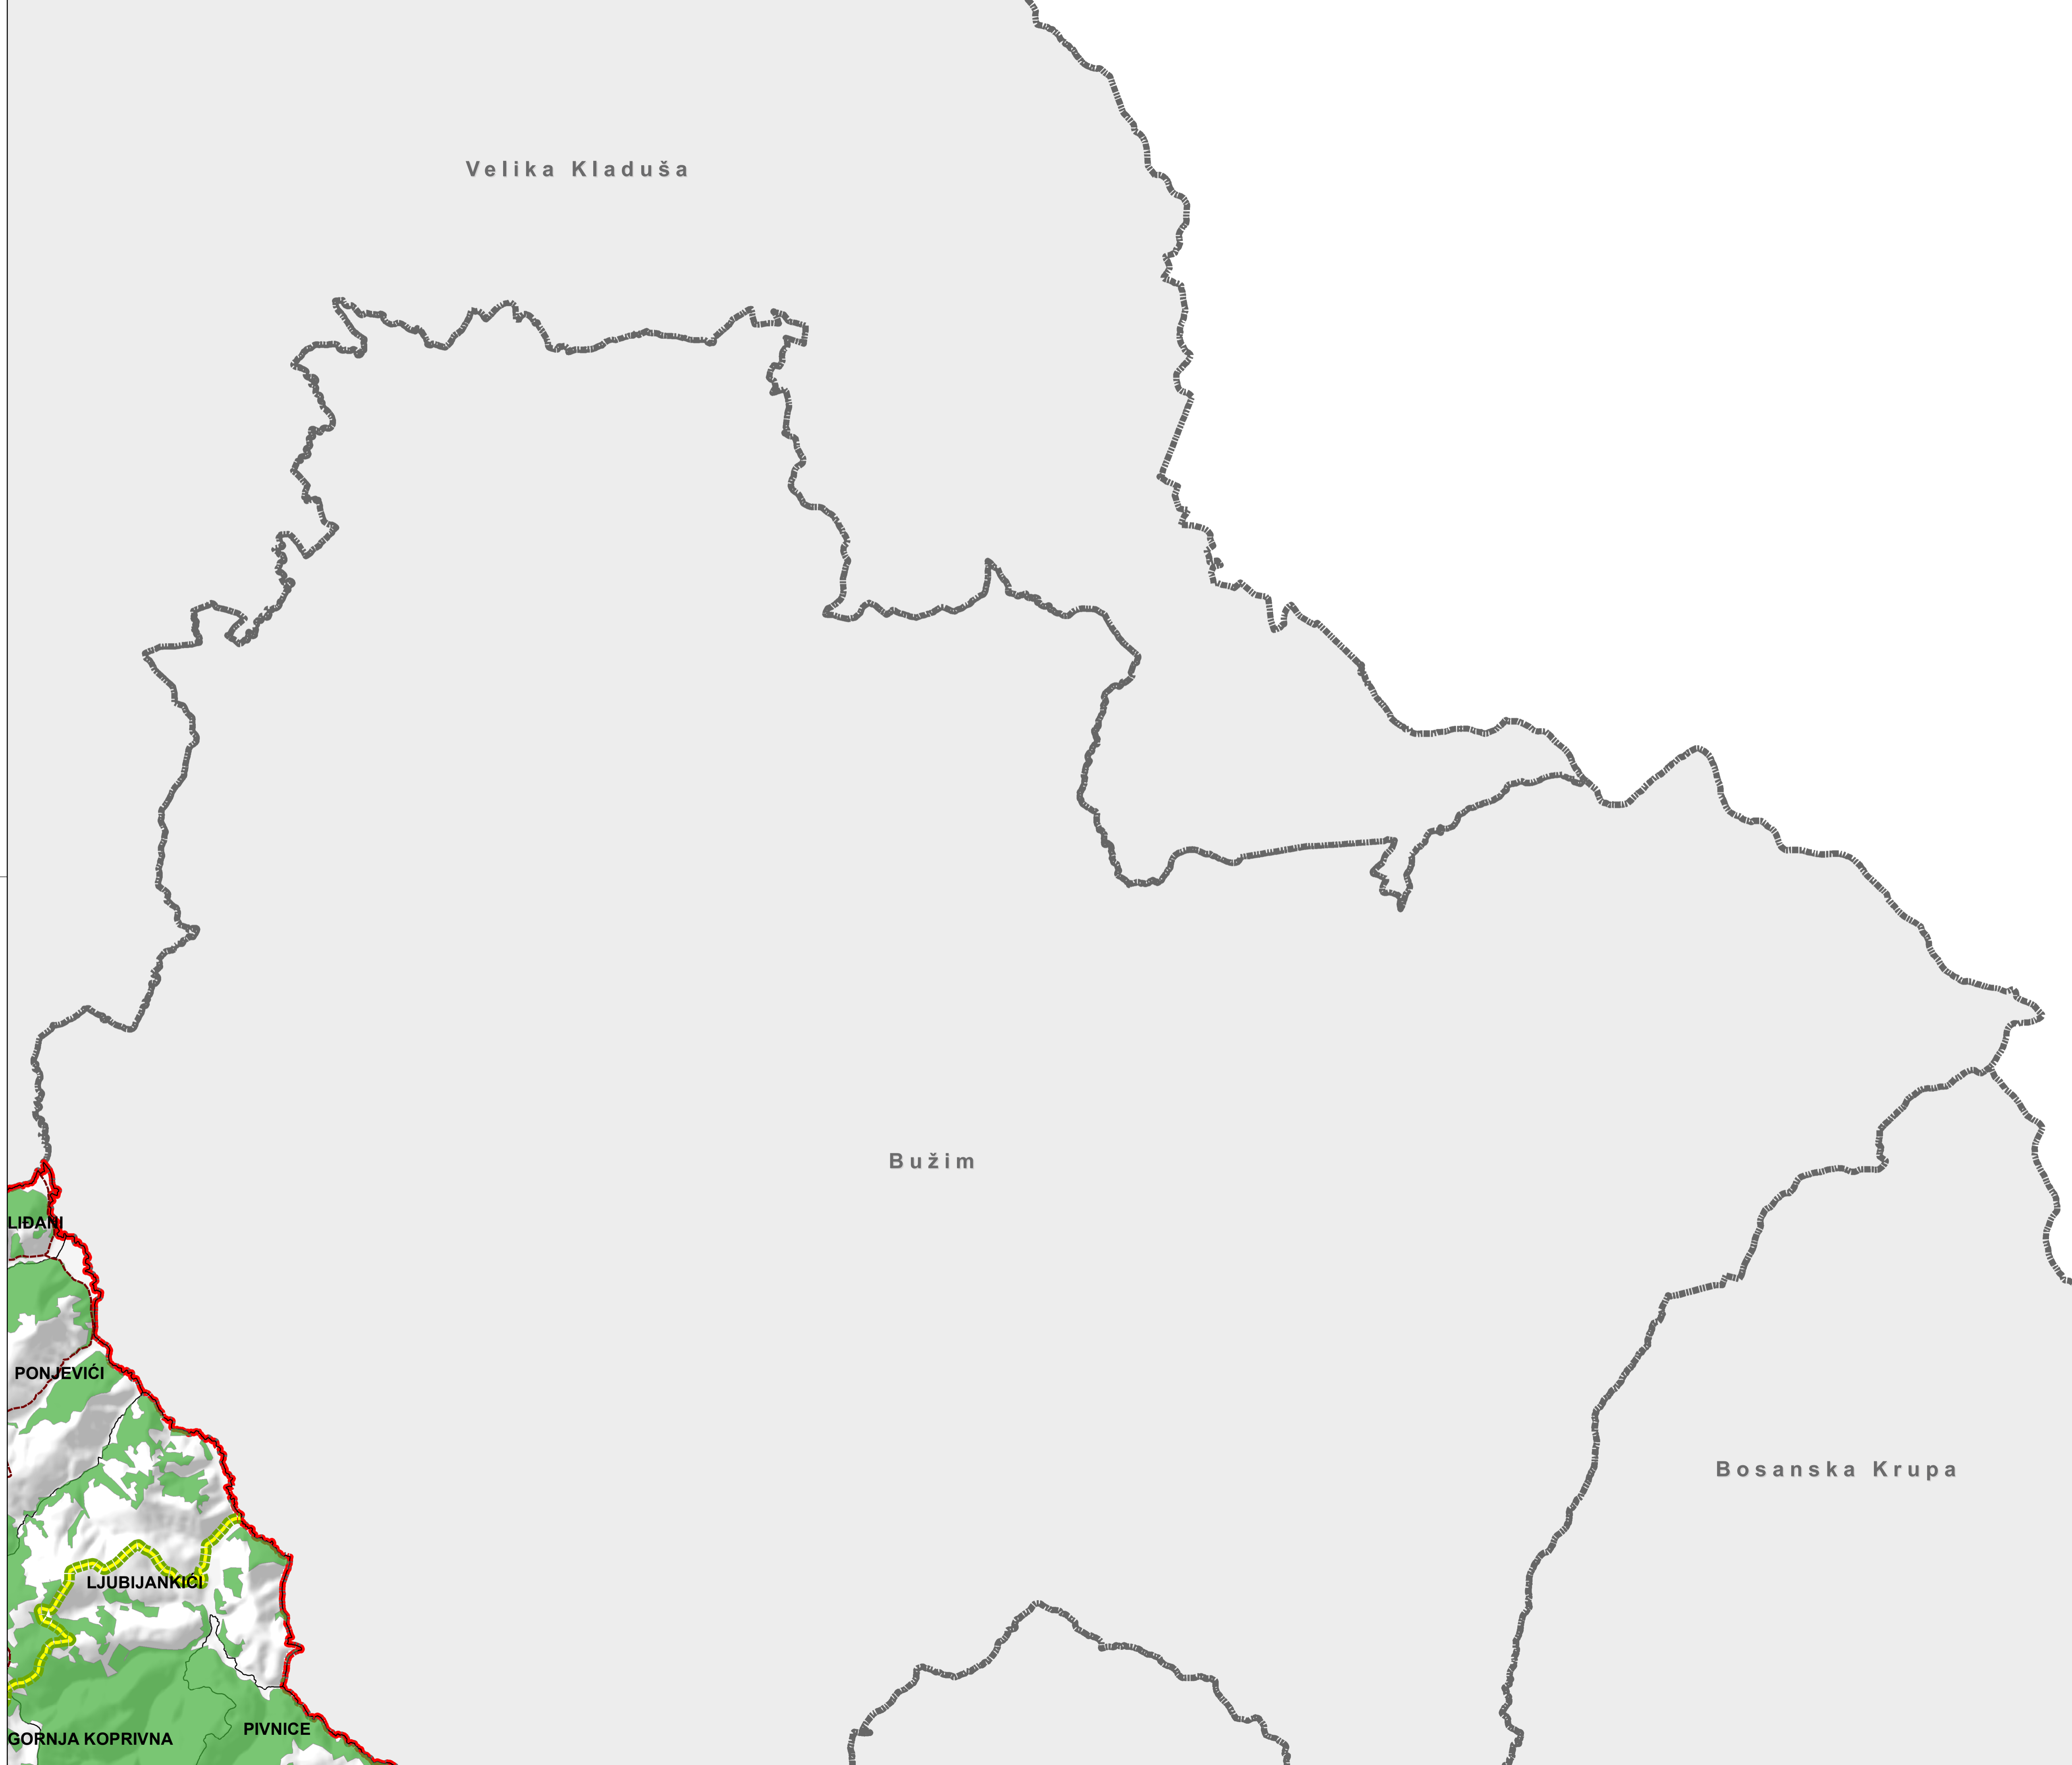 Velika Kladuša
Bužim
LIĐANI
PONJEVIĆI
Bosanska Krupa
LJUBIJANKIĆI
PIVNICE
GORNJA KOPRIVNA